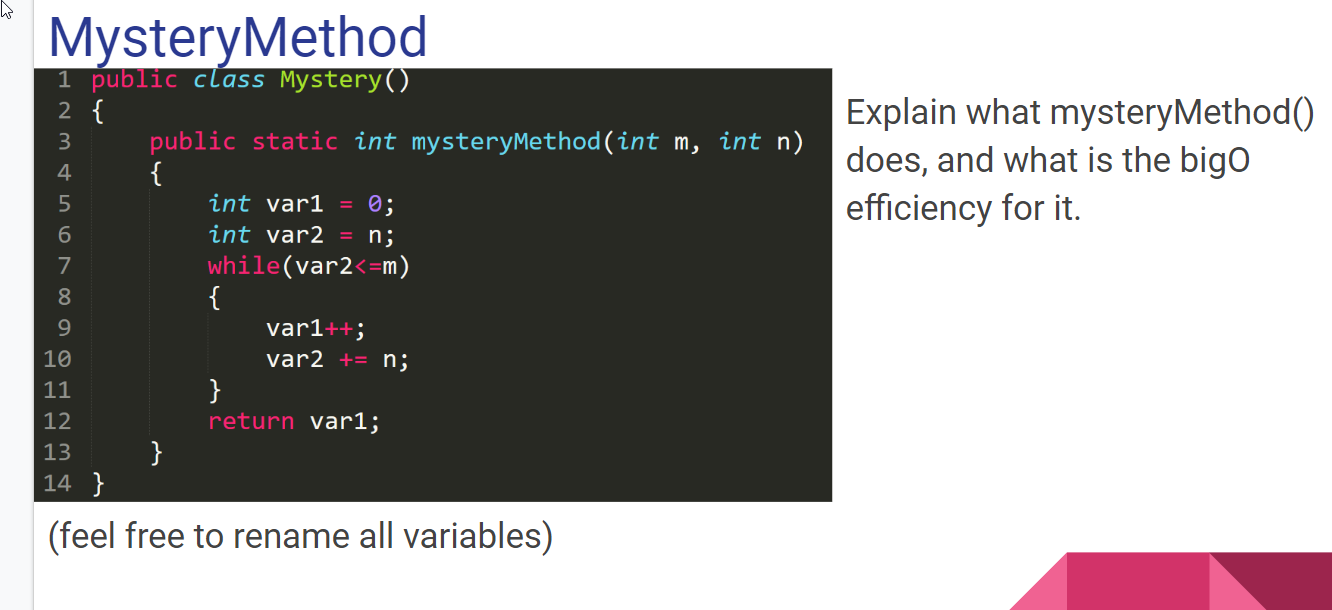 MysteryMethod
1 public class Mystery()
2 {
3 public static int mysteryMethod(int m, int n)
4 {
5 int var1 = 0;
6 int var2 = n;
7 while(var2<=m)
8 {
9 var1++;
10 var2 += n;
11 }
12 return var1;
13 }
14 }
(feel free to rename all variables)
Explain what mysteryMethod()
does, and what is the bigO
efficiency for it.